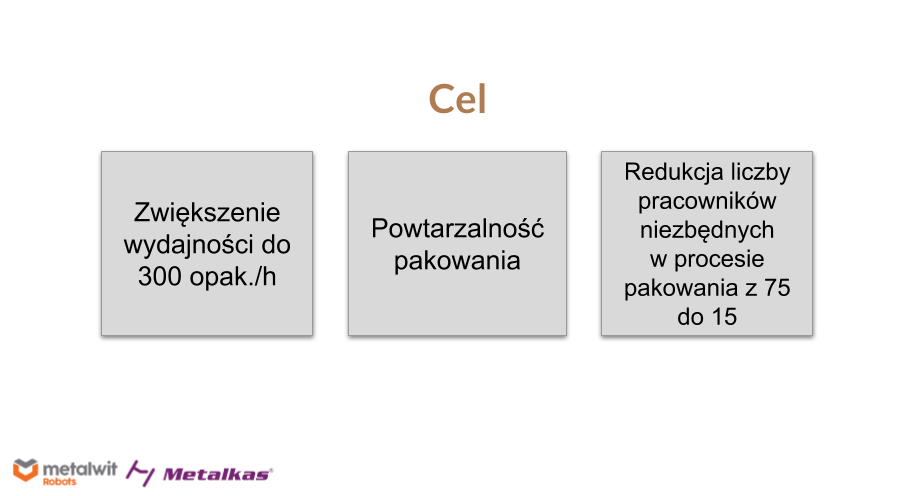 Cel
Zwiększenie
wydajności do
300 opak./h
Powtarzalność
pakowania
Redukcja liczby
pracowników
niezbędnych
w procesie
pakowania z 75
do 15
metalwit
Robots
Metalkas